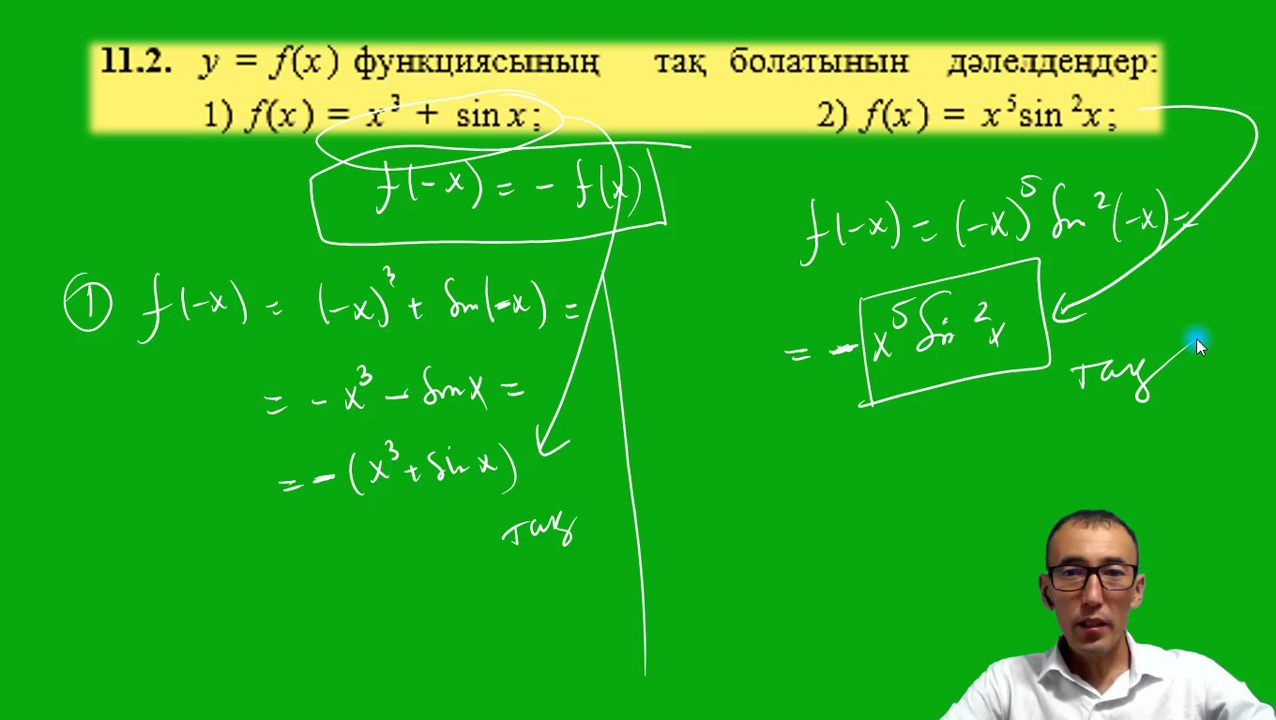 11.2. y = f(x) функциясының тақ болатынын дәлелдеңдер:
1) f(x) = x³ + sin x; 2) f(x) = x⁵sin²x;
f(-x) = - f(x)
① f(-x) = (-x)³ + sin(-x) =
= - x³ - sin x =
= - (x³ + sin x)
тақ
f(-x) = (-x)⁵ sin²(-x) =
= - x⁵ sin²x
тақ